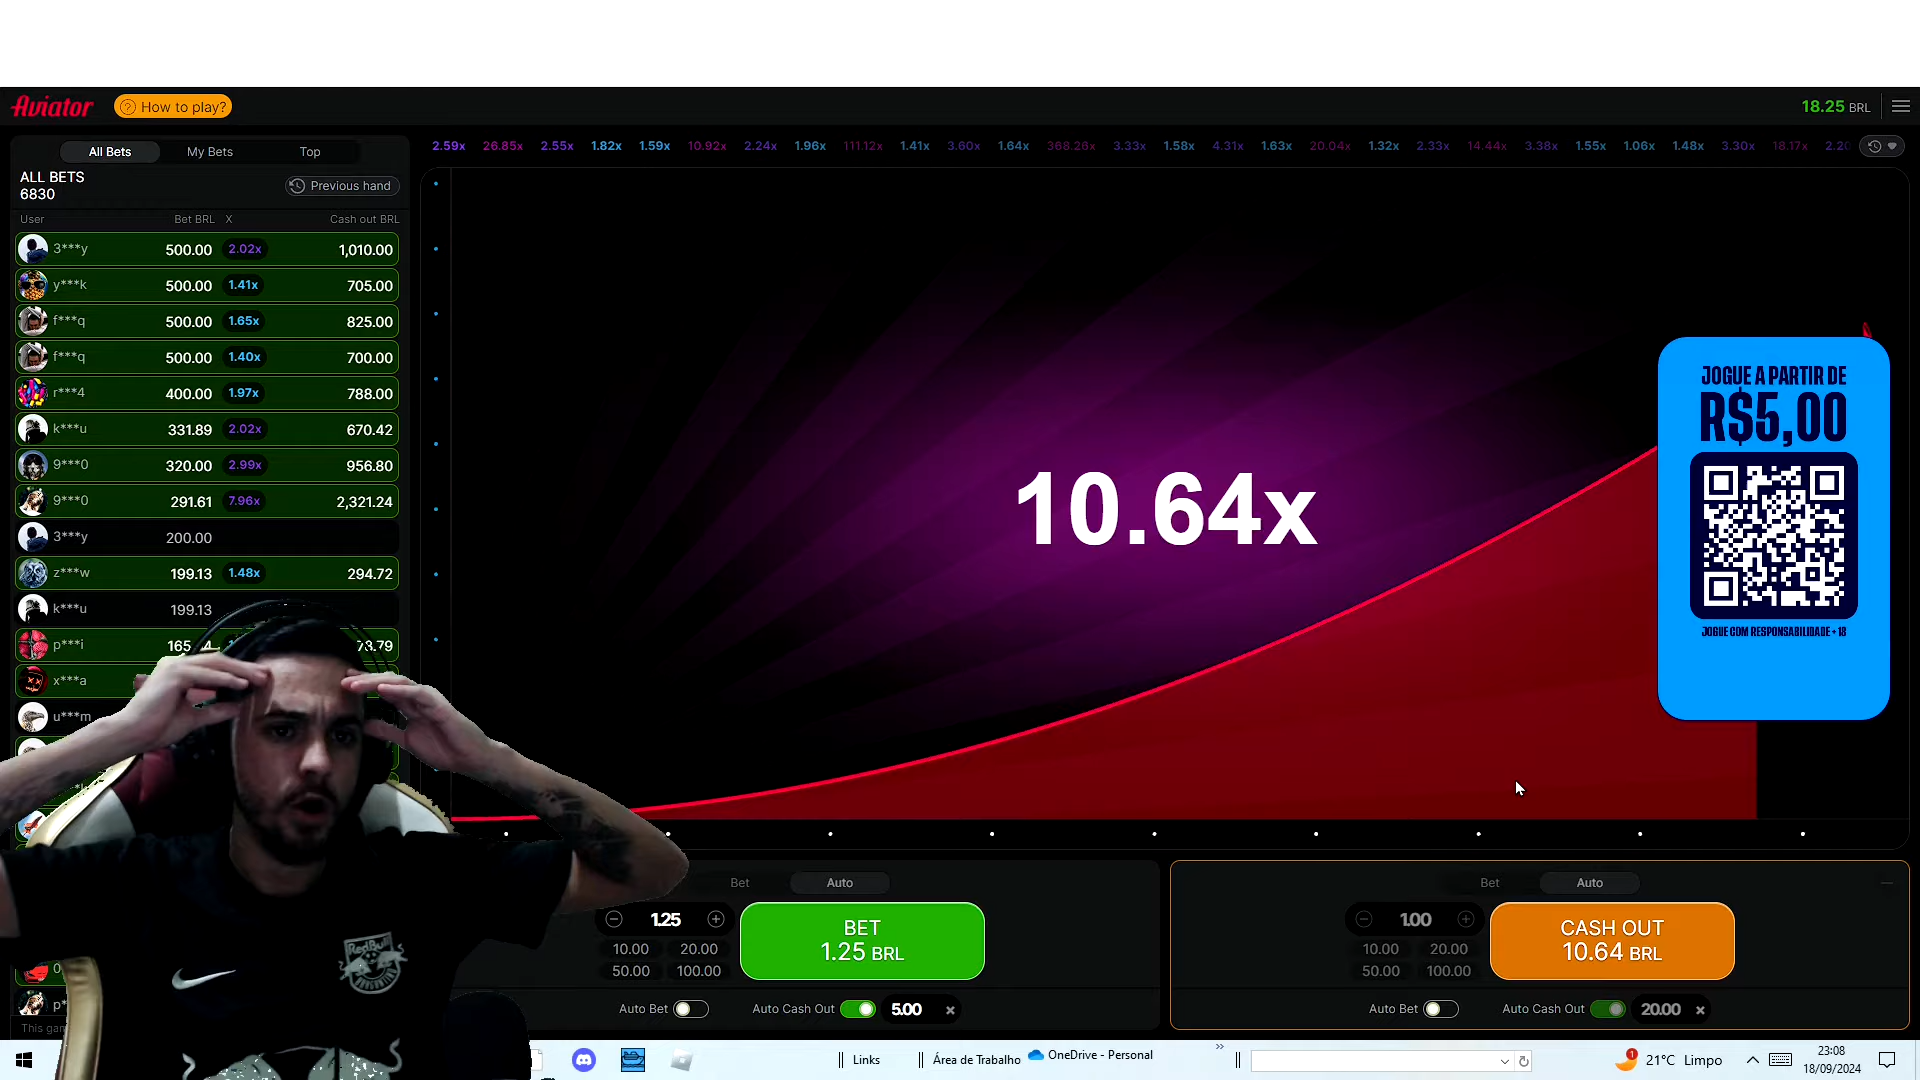 Aviator
How to play?
18.25 BRL
All Bets
My Bets
Top
2.59x 26.85x 2.55x 1.82x 1.59x 10.92x 2.24x 1.96x 111.12x 1.41x 3.60x 1.64x 368.26x 3.33x 1.58x 4.31x 1.63x 20.04x 1.32x 2.33x 14.44x 3.38x 1.55x 1.06x 1.48x 3.30x 18.17x 2.20
ALL BETS
6830
Previous hand
User Bet BRL X Cash out BRL
3***y 500.00 2.02x 1,010.00
y***k 500.00 1.41x 705.00
f***q 500.00 1.65x 825.00
f***q 500.00 1.40x 700.00
r***4 400.00 1.97x 788.00
k***u 331.89 2.02x 670.42
9***0 320.00 2.99x 956.80
9***0 291.61 7.96x 2,321.24
3***y 200.00
z***w 199.13 1.48x 294.72
k***u 199.13
p***i
x***a
u***m
This
10.64x
JOGUE A PARTIR DE
R$5,00
JOGUE COM RESPONSABILIDADE +18
RedBull
Bet Auto
1.25
10.00 20.00
50.00 100.00
BET
1.25 BRL
Auto Bet
Auto Cash Out 5.00
Bet Auto
1.00
10.00 20.00
50.00 100.00
CASH OUT
10.64 BRL
Auto Bet
Auto Cash Out 20.00
Links
Área de Trabalho
OneDrive - Personal
1
21°C Limpo
23:08
18/09/2024